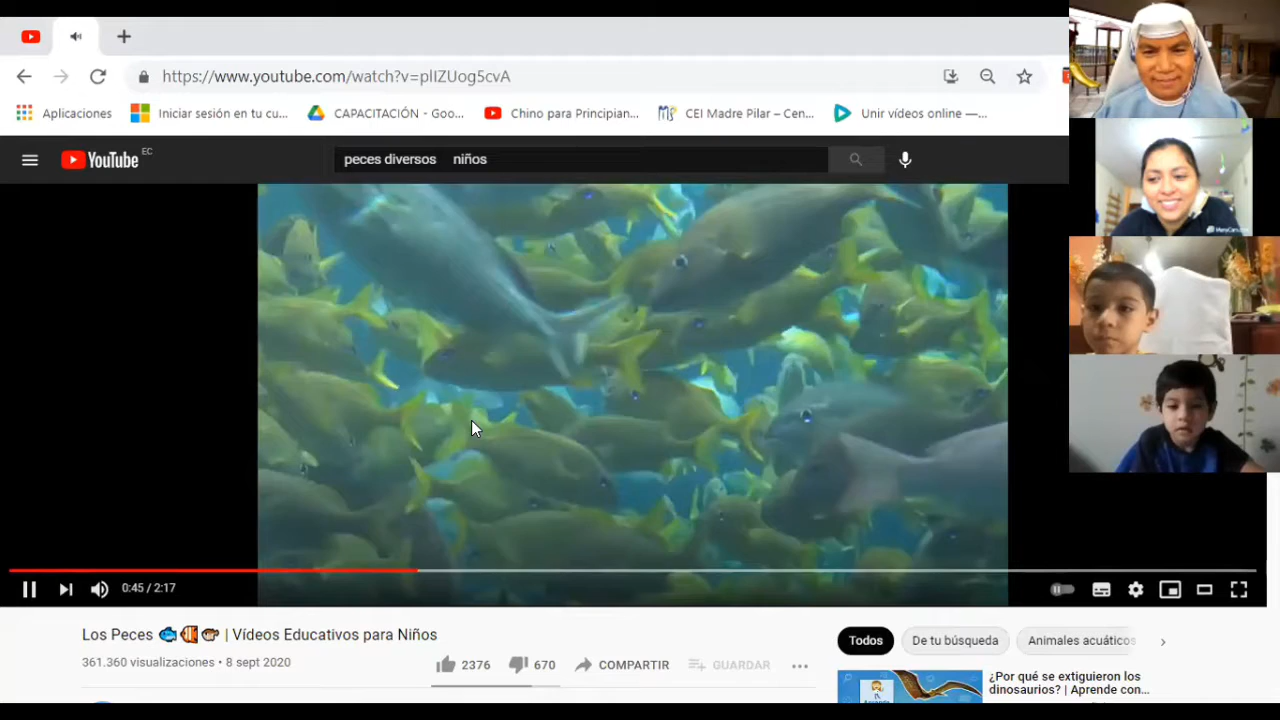 https://www.youtube.com/watch?v=plIZUog5cvA
Aplicaciones
Iniciar sesión en tu cu...
CAPACITACIÓN - Goo...
Chino para Principian...
CEI Madre Pilar – Cen...
Unir vídeos online —...
YouTube EC
peces diversos niños
ManyCam
0:45 / 2:17
Los Peces | Vídeos Educativos para Niños
361.360 visualizaciones • 8 sept 2020
2376
670
COMPARTIR
GUARDAR
Todos
De tu búsqueda
Animales acuáticos
¿Por qué se extiguieron los
dinosaurios? | Aprende con...